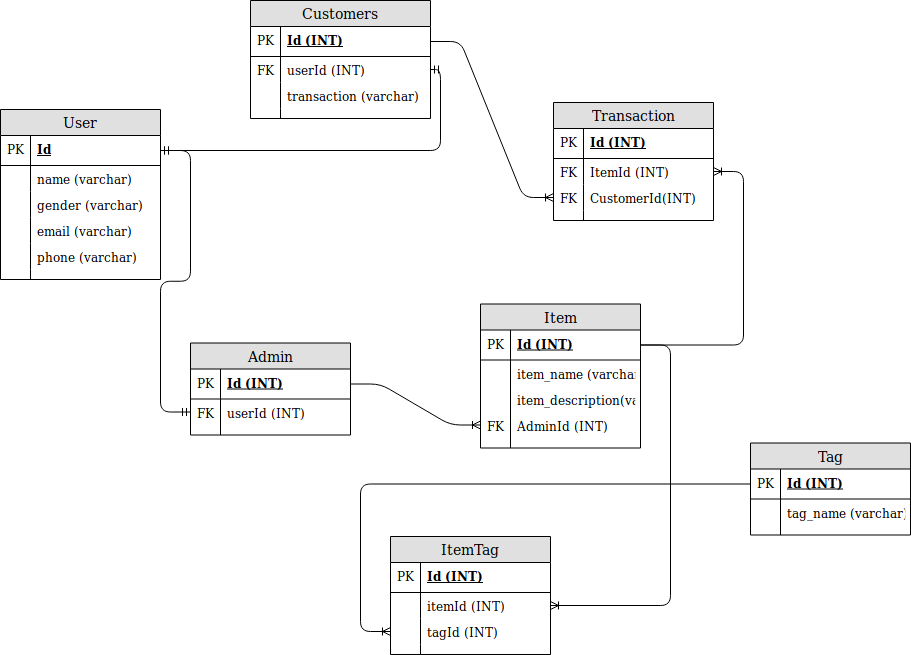 Customers
PK Id (INT)
FK userId (INT)
transaction (varchar)
User
PK Id
name (varchar)
gender (varchar)
email (varchar)
phone (varchar)
Transaction
PK Id (INT)
FK ItemId (INT)
FK CustomerId(INT)
Admin
PK Id (INT)
FK userId (INT)
Item
PK Id (INT)
item_name (varcha
item_description(va
FK AdminId (INT)
Tag
PK Id (INT)
tag_name (varchar)
ItemTag
PK Id (INT)
itemId (INT)
tagId (INT)